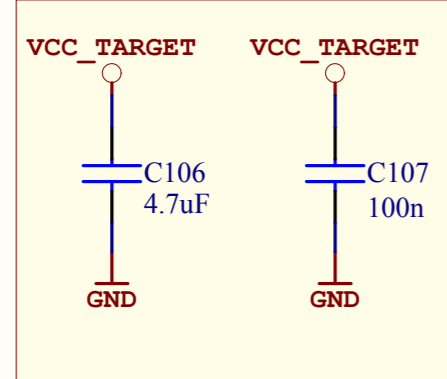 VCC_TARGET
C106
4.7uF
GND
VCC_TARGET
C107
100n
GND